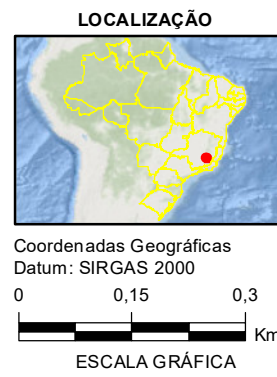 LOCALIZAÇÃO
Coordenadas Geográficas
Datum: SIRGAS 2000
0 0,15 0,3
Km
ESCALA GRÁFICA